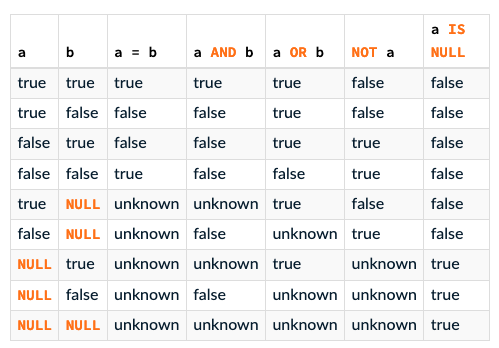 a b a = b a AND b a OR b NOT a a IS NULL
true true true true true false false
true false false false true false false
false true false false true true false
false false true false false true false
true NULL unknown unknown true false false
false NULL unknown false unknown true false
NULL true unknown unknown true unknown true
NULL false unknown false unknown unknown true
NULL NULL unknown unknown unknown unknown true